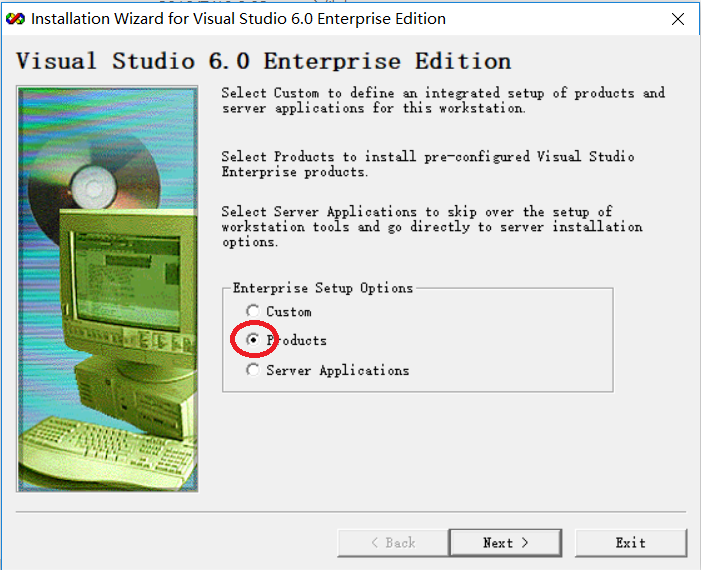 Installation Wizard for Visual Studio 6.0 Enterprise Edition
Visual Studio 6.0 Enterprise Edition
Select Custom to define an integrated setup of products and
server applications for this workstation.
Select Products to install pre-configured Visual Studio
Enterprise products.
Select Server Applications to skip over the setup of
workstation tools and go directly to server installation
options.
Enterprise Setup Options
Custom
Products
Server Applications
< Back
Next >
Exit